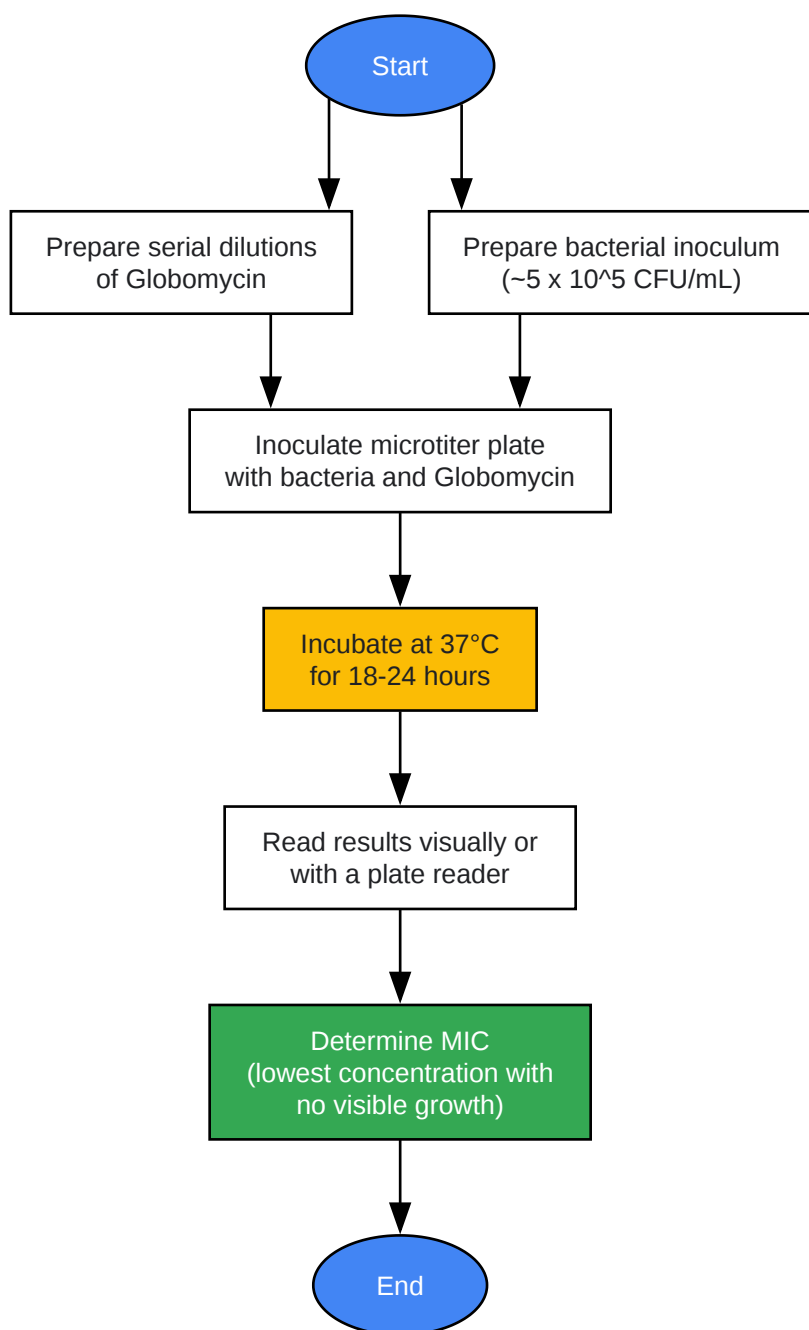 Start
Prepare serial dilutions
of Globomycin
Prepare bacterial inoculum
(~5 x 10^5 CFU/mL)
Inoculate microtiter plate
with bacteria and Globomycin
Incubate at 37°C
for 18-24 hours
Read results visually or
with a plate reader
Determine MIC
(lowest concentration with
no visible growth)
End